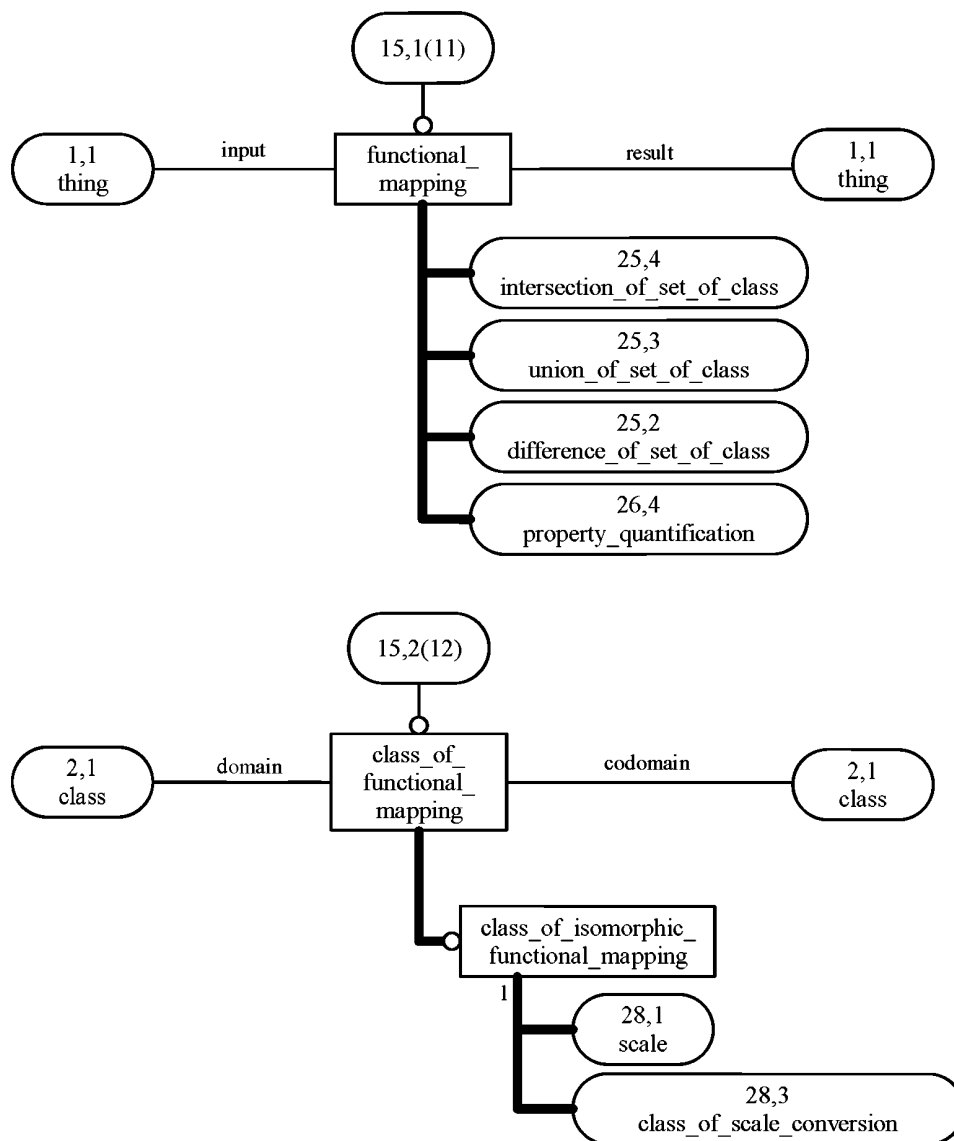 15,1(11)
1,1
thing
input
functional_
mapping
result
1,1
thing
25,4
intersection_of_set_of_class
25,3
union_of_set_of_class
25,2
difference_of_set_of_class
26,4
property_quantification
15,2(12)
2,1
class
domain
class_of_
functional_
mapping
codomain
2,1
class
class_of_isomorphic_
functional_mapping
1
28,1
scale
28,3
class_of_scale_conversion